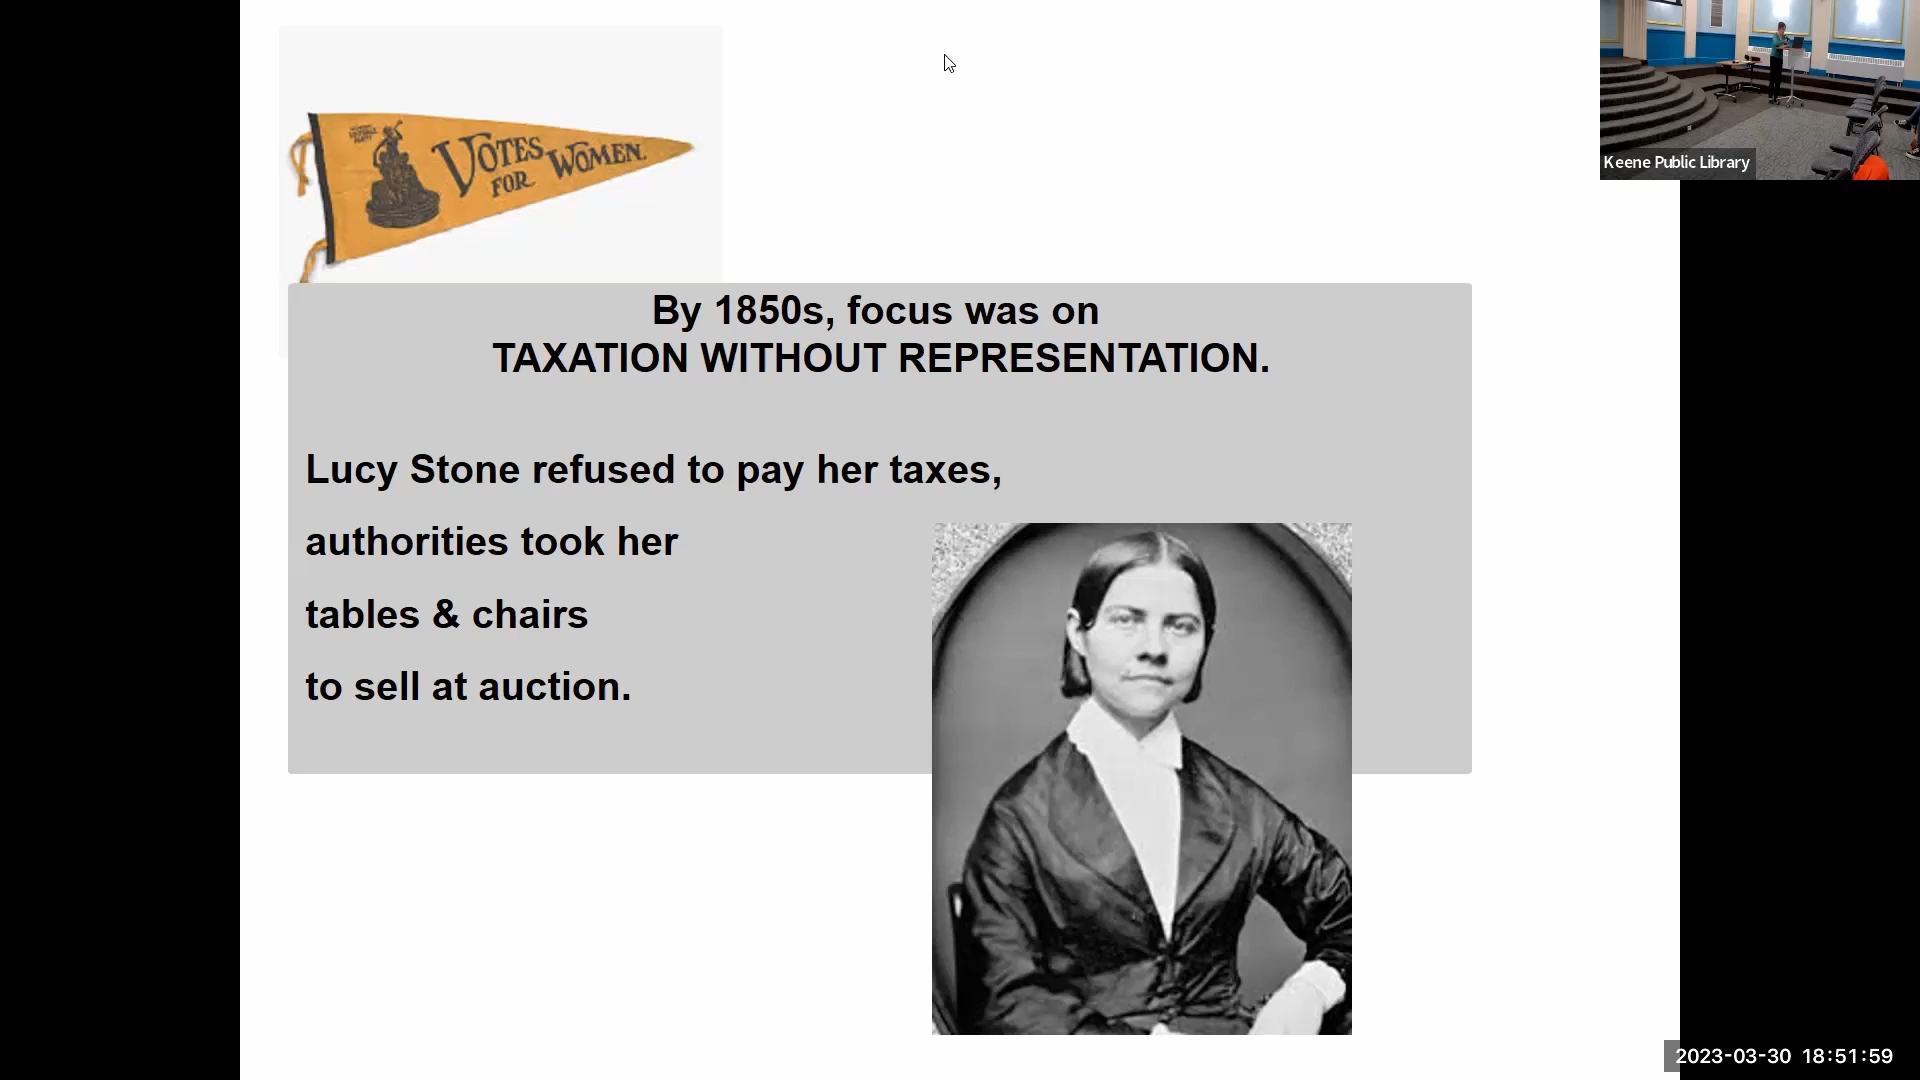 VOTES
FOR WOMEN.
By 1850s, focus was on
TAXATION WITHOUT REPRESENTATION.
Lucy Stone refused to pay her taxes,
authorities took her
tables & chairs
to sell at auction.
Keene Public Library
2023-03-30 18:51:59